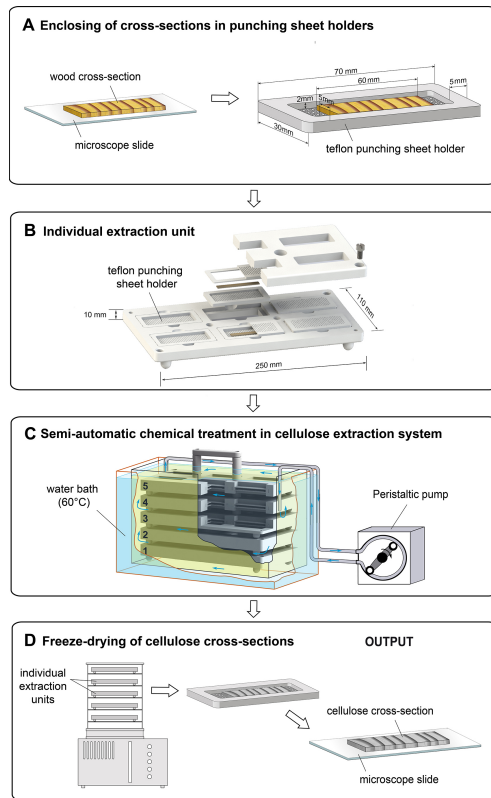 A Enclosing of cross-sections in punching sheet holders
wood cross-section
microscope slide
70 mm
60 mm
5mm
2mm
5mm
30mm
teflon punching sheet holder
B Individual extraction unit
teflon punching
sheet holder
10 mm
110 mm
250 mm
C Semi-automatic chemical treatment in cellulose extraction system
water bath
(60°C)
5
4
3
2
1
Peristaltic pump
D Freeze-drying of cellulose cross-sections
OUTPUT
individual
extraction
units
cellulose cross-section
microscope slide